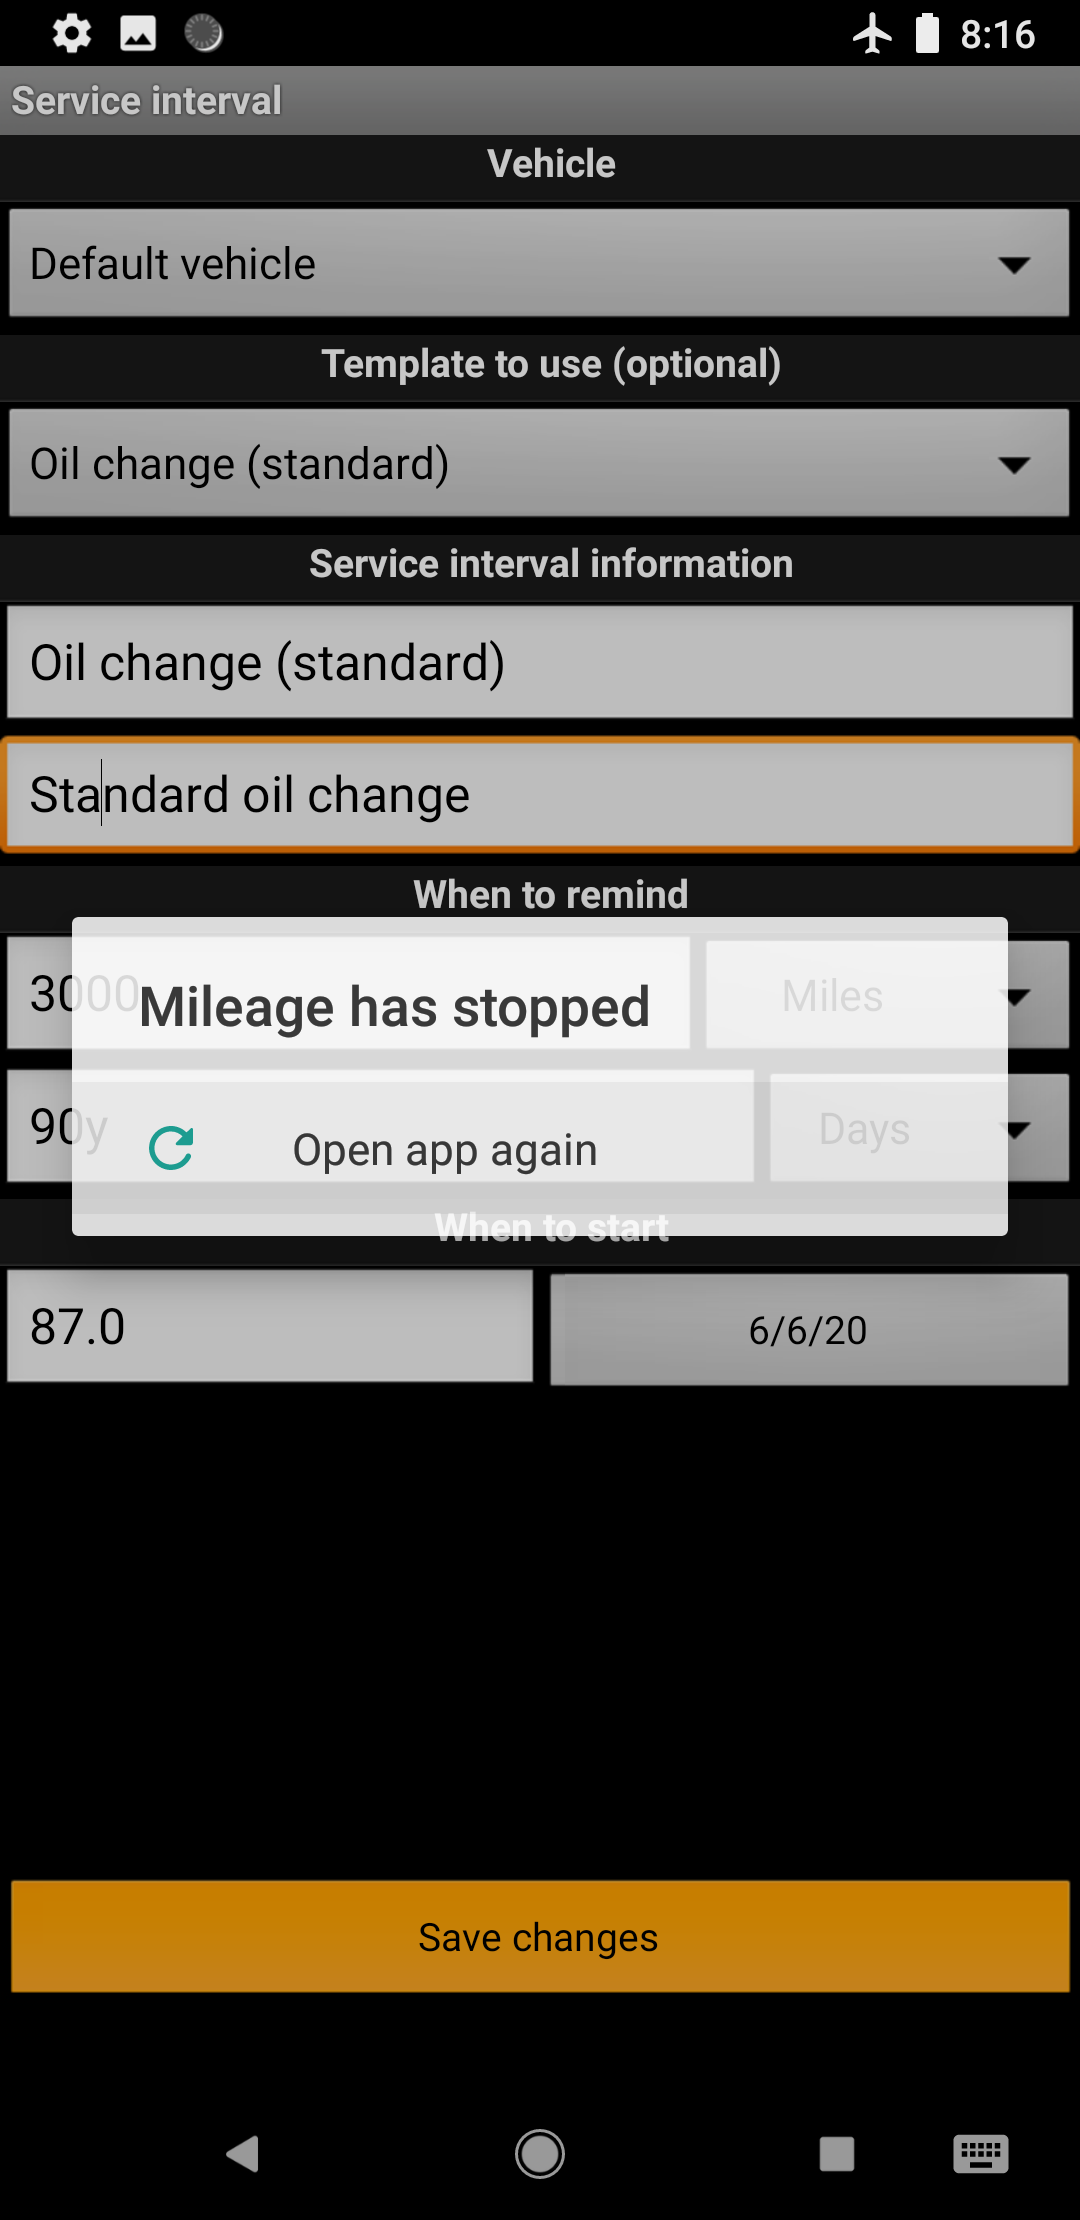 8:16
Service interval
Vehicle
Default vehicle
Template to use (optional)
Oil change (standard)
Service interval information
Oil change (standard)
Standard oil change
When to remind
3000
Miles
Mileage has stopped
90y
Days
Open app again
When to start
87.0
6/6/20
Save changes